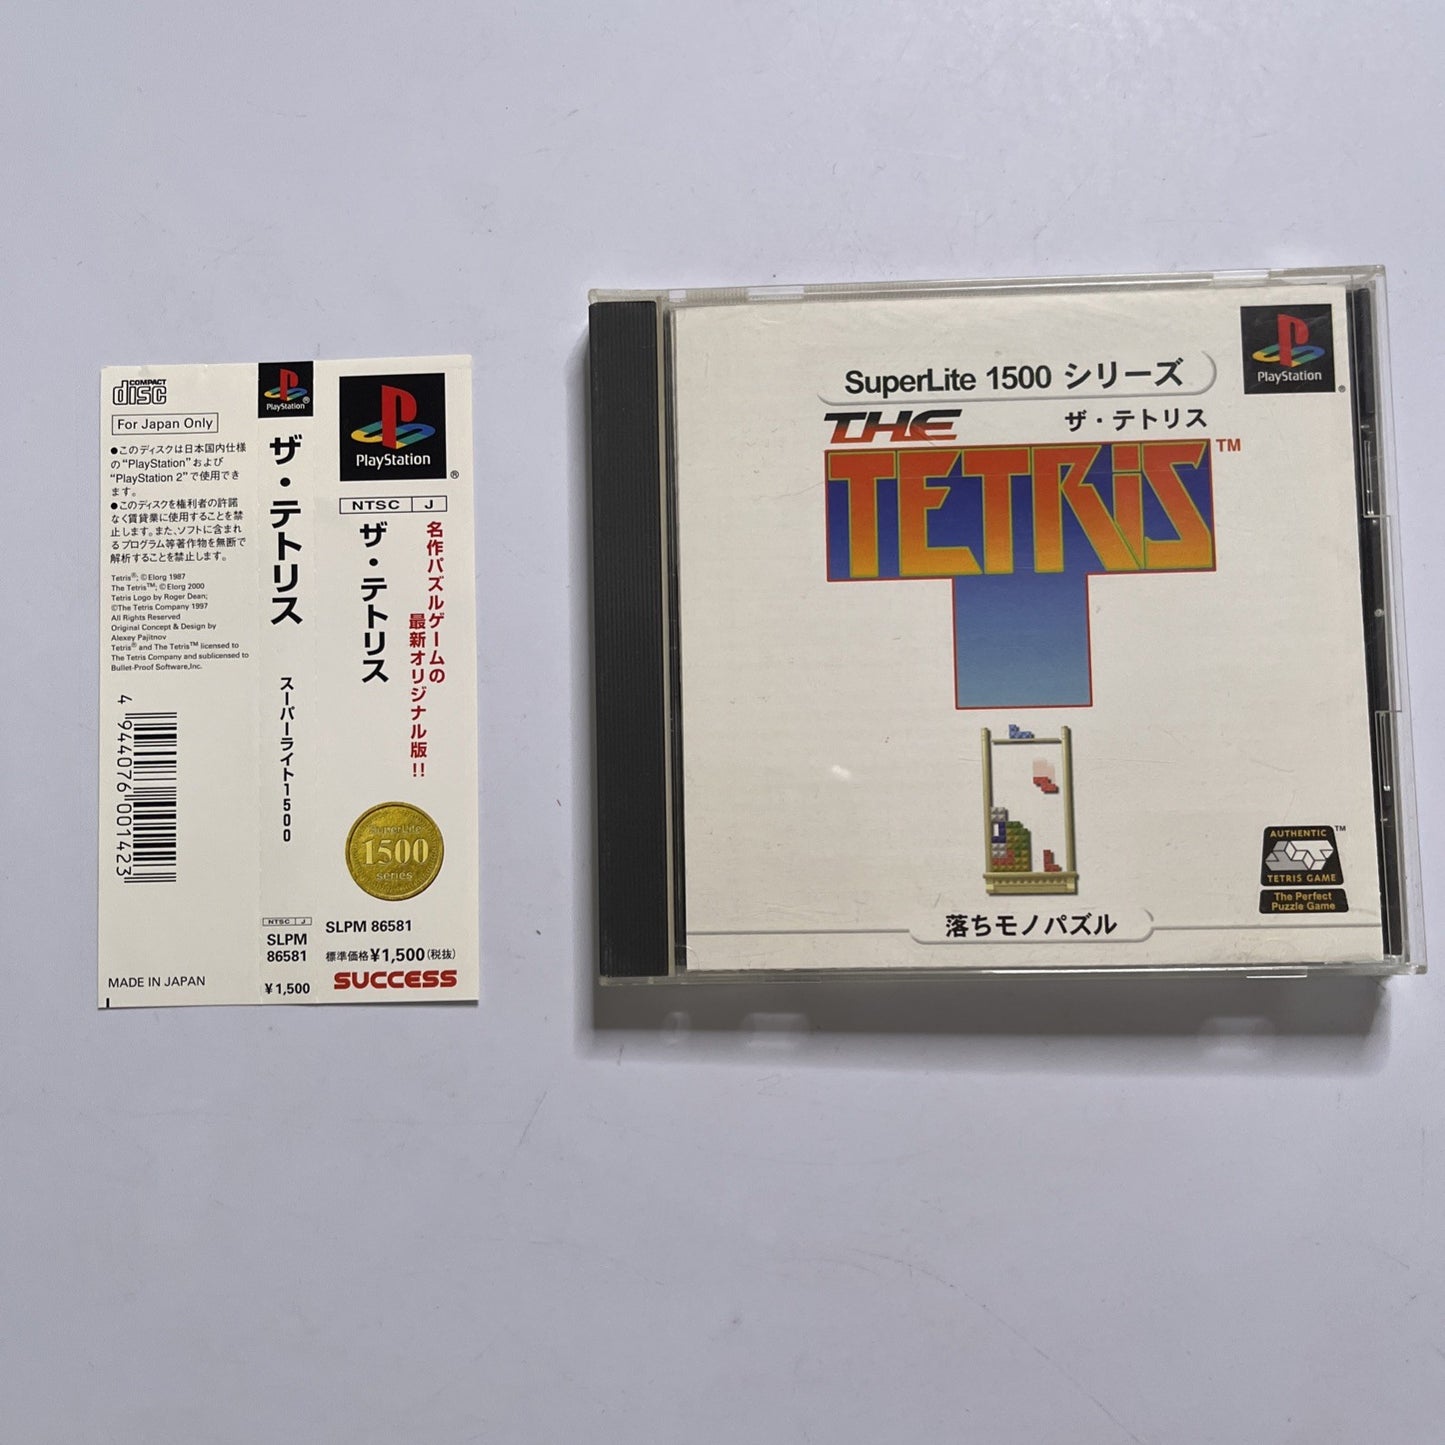 COMPACT
disc
For Japan Only
●このディスクは日本国内仕様
の“PlayStation”および
“PlayStation 2”で使用でき
ます。
●このディスクを権利者の許諾
なく賃貸業に使用することを禁
止します。また、ソフトに含まれ
るプログラム等著作物を無断で
解析することを禁止します。
Tetris®; ©Elorg 1987
The Tetris™; ©Elorg 2000
Tetris Logo by Roger Dean;
©The Tetris Company 1997
All Rights Reserved
Original Concept & Design by
Alexey Pajitnov
Tetris® and The Tetris™ licensed to
The Tetris Company and sublicensed to
Bullet-Proof Software,Inc.
4 944076 001423
MADE IN JAPAN
PlayStation®
ザ・テトリス
スーパーライト1500
NTSC J
SLPM
86581
¥1,500
PlayStation
®
NTSC J
名作パズルゲームの
最新オリジナル版!!
ザ・テトリス
SuperLite
1500
series
SLPM 86581
標準価格¥1,500(税抜)
SUCCESS
PlayStation
®
SuperLite 1500 シリーズ
THE
ザ・テトリス
TETRiS™
落ちモノパズル
AUTHENTIC
TETRIS GAME
™
The Perfect
Puzzle Game